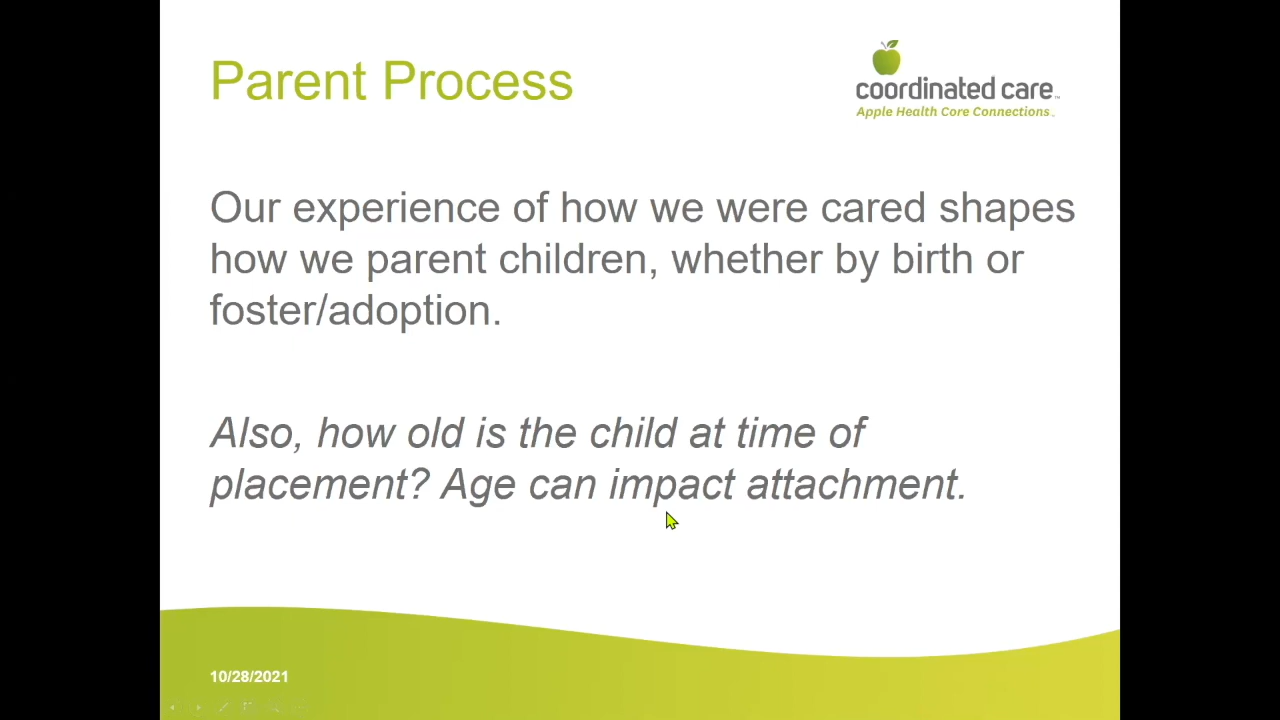 Parent Process
coordinated care™
Apple Health Core Connections™
Our experience of how we were cared shapes
how we parent children, whether by birth or
foster/adoption.
Also, how old is the child at time of
placement? Age can impact attachment.
10/28/2021